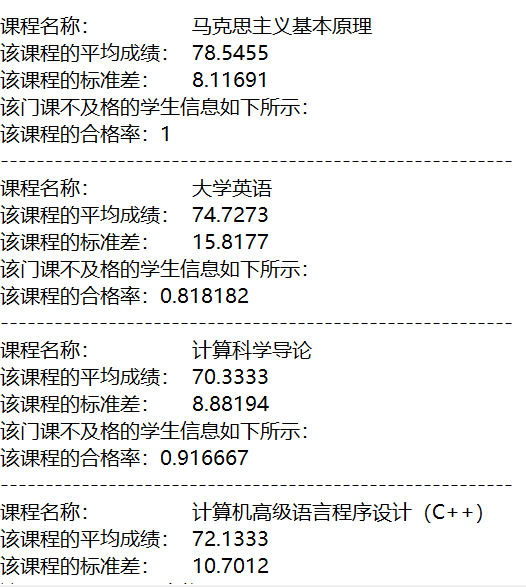 课程名称： 马克思主义基本原理
该课程的平均成绩： 78.5455
该课程的标准差： 8.11691
该门课不及格的学生信息如下所示：
该课程的合格率：1
---------------------------------------------------------
课程名称： 大学英语
该课程的平均成绩： 74.7273
该课程的标准差： 15.8177
该门课不及格的学生信息如下所示：
该课程的合格率：0.818182
---------------------------------------------------------
课程名称： 计算科学导论
该课程的平均成绩： 70.3333
该课程的标准差： 8.88194
该门课不及格的学生信息如下所示：
该课程的合格率：0.916667
---------------------------------------------------------
课程名称： 计算机高级语言程序设计（C++）
该课程的平均成绩： 72.1333
该课程的标准差： 10.7012